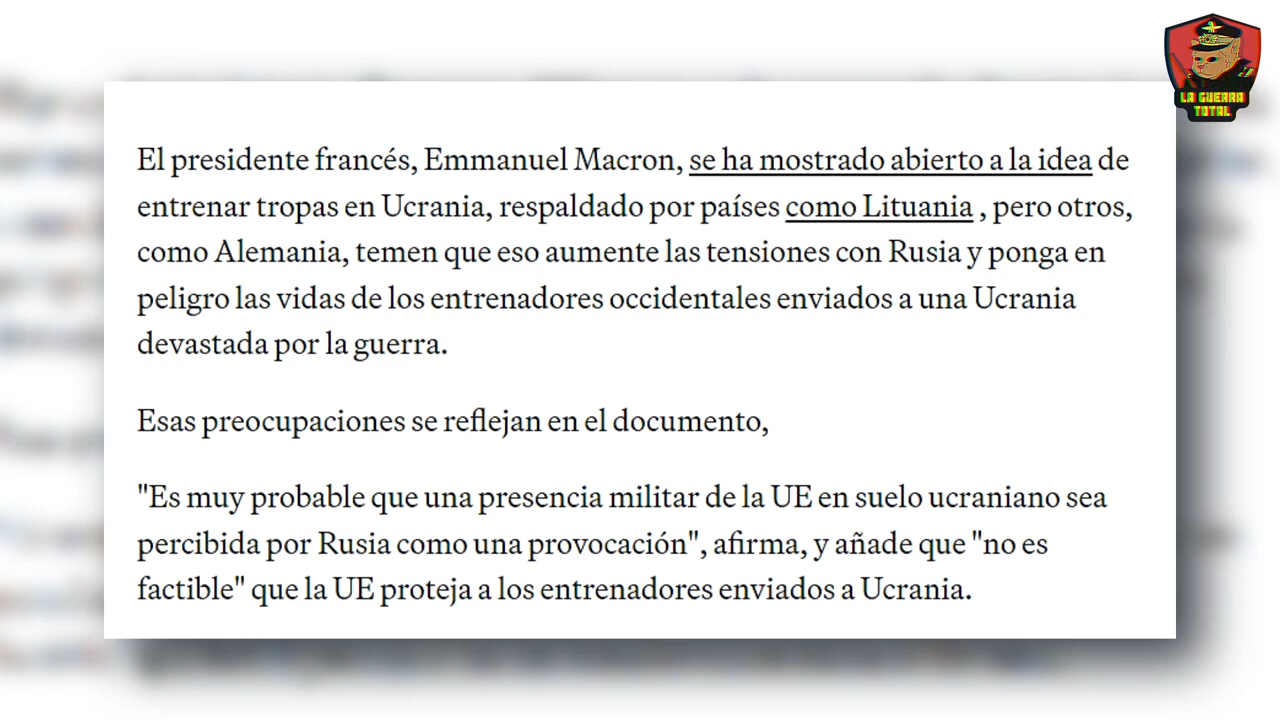 LA GUERRA
TOTAL
El presidente francés, Emmanuel Macron, se ha mostrado abierto a la idea de
entrenar tropas en Ucrania, respaldado por países como Lituania , pero otros,
como Alemania, temen que eso aumente las tensiones con Rusia y ponga en
peligro las vidas de los entrenadores occidentales enviados a una Ucrania
devastada por la guerra.
Esas preocupaciones se reflejan en el documento,
"Es muy probable que una presencia militar de la UE en suelo ucraniano sea
percibida por Rusia como una provocación", afirma, y añade que "no es
factible" que la UE proteja a los entrenadores enviados a Ucrania.